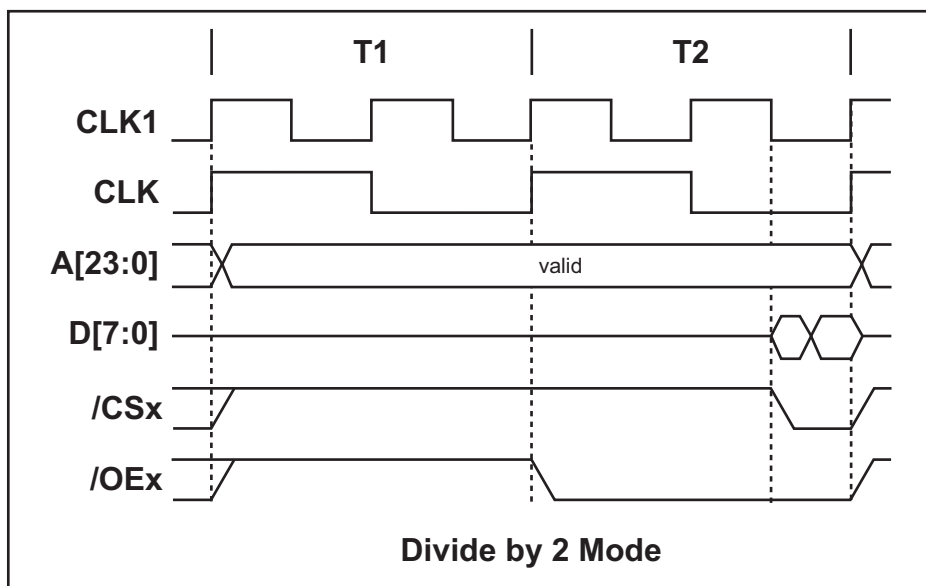 T1 T2
CLK1
CLK
A[23:0] valid
D[7:0]
/CSx
/OEx
Divide by 2 Mode